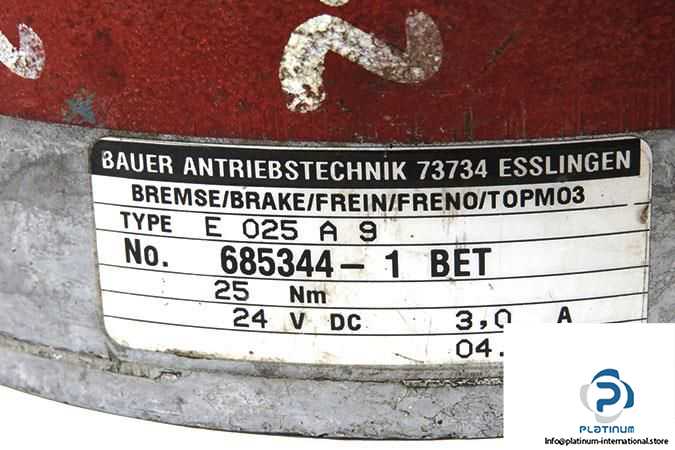 2
BAUER ANTRIEBSTECHNIK 73734 ESSLINGEN
BREMSE/BRAKE/FREIN/FRENO/TOPMO3
TYPE E 025 A 9
No. 685344-1 BET
25 Nm
24 V DC 3,0 A
04.
PLATINUM
Info@platinum-international.store